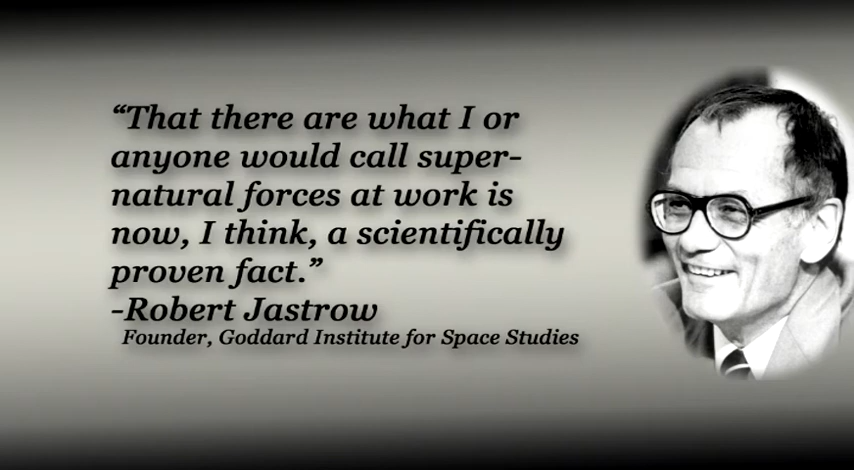 “That there are what I or
anyone would call super-
natural forces at work is
now, I think, a scientifically
proven fact.”
-Robert Jastrow
Founder, Goddard Institute for Space Studies